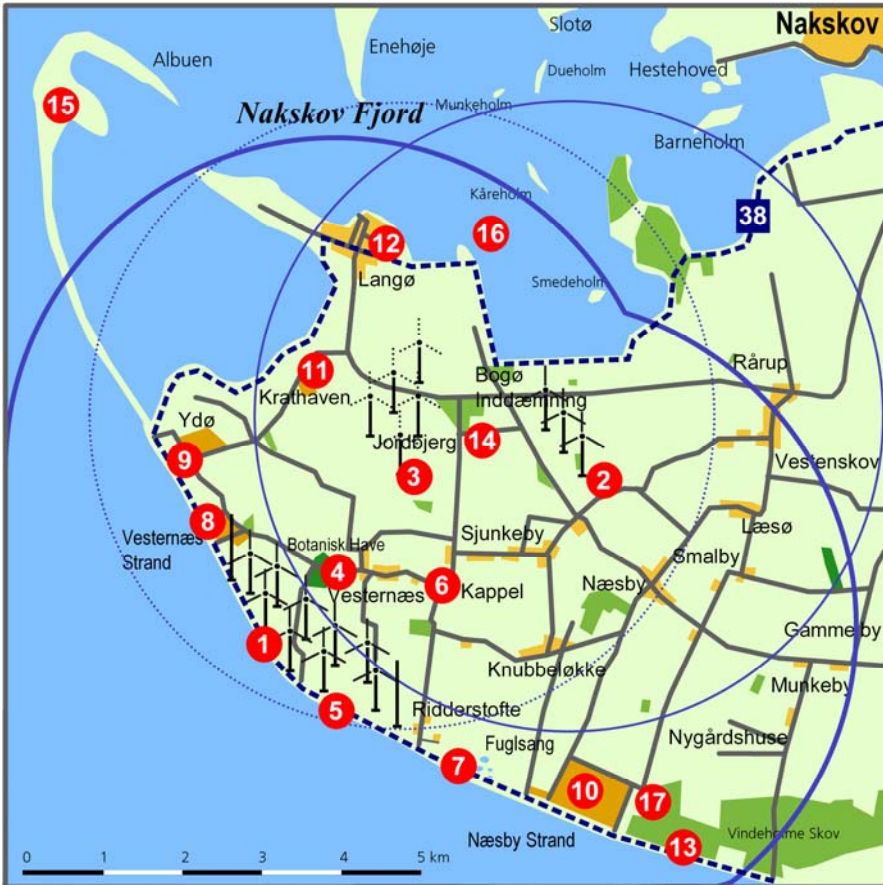 Nakskov
Slotø
Enehøje
Albuen
Dueholm
Hestehoved
15
Munkeholm
Nakskov Fjord
Barneholm
Kåreholm
38
16
12
Langø
Smedeholm
Rårup
11
Bogø
Inddæmning
Krathaven
Ydø
Jordbjerg
14
9
Vestenskov
3
2
8
Læsø
Vesternæs
Strand
Sjunkeby
Botanisk Have
Smalby
4
6
Kappel
Næsby
Vesternæs
Gammelby
1
Knubbeløkke
Munkeby
5
Ridderstofte
Nygårdshuse
Fuglsang
7
10
17
Næsby Strand
Vindeholme Skov
13
0 1 2 3 4 5 km